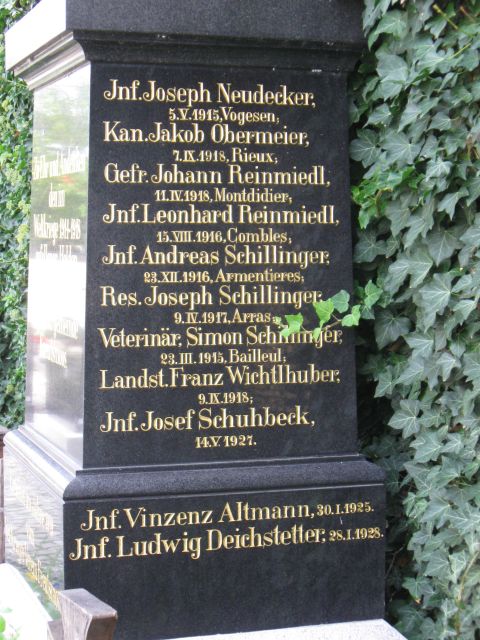 Jnf. Joseph Neudecker,
5.V.1915, Vogesen;
Kan. Jakob Obermeier,
7.IX.1918, Rieux;
Gefr. Johann Reinmiedl,
11.IV.1918, Montdidier;
Jnf. Leonhard Reinmiedl,
15.VIII.1916, Combles;
Jnf. Andreas Schillinger,
23.XII.1916, Armentieres;
Res. Joseph Schillinger,
9.IV.1917, Arras;
Veterinär, Simon Schillinger,
23.III.1915, Bailleul;
Landst. Franz Wichtlhuber,
9.IX.1918;
Jnf. Josef Schuhbeck,
14.V.1927.
Jnf. Vinzenz Altmann, 30.1.1925.
Jnf. Ludwig Deichstetter, 28.1.1928.